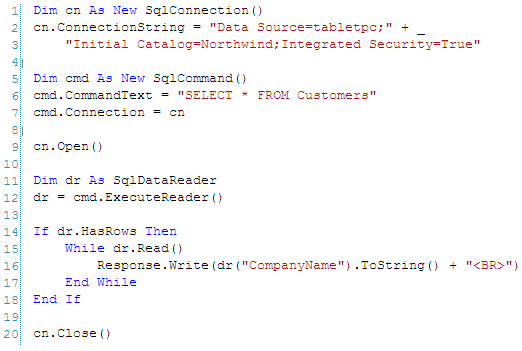 1 Dim cn As New SqlConnection()
2 cn.ConnectionString = "Data Source=tabletpc;" + _
3     "Initial Catalog=Northwind;Integrated Security=True"
4
5 Dim cmd As New SqlCommand()
6 cmd.CommandText = "SELECT * FROM Customers"
7 cmd.Connection = cn
8
9 cn.Open()
10
11 Dim dr As SqlDataReader
12 dr = cmd.ExecuteReader()
13
14 If dr.HasRows Then
15     While dr.Read()
16         Response.Write(dr("CompanyName").ToString() + "<BR>")
17     End While
18 End If
19
20 cn.Close()